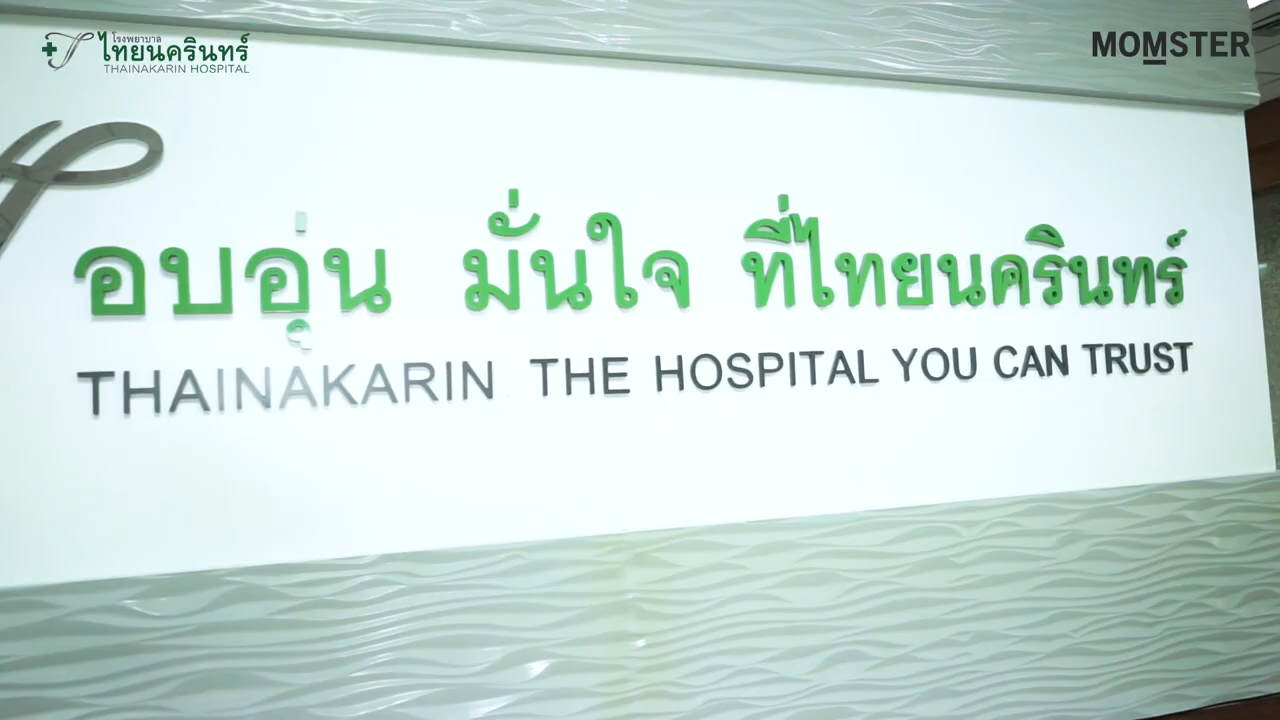 โรงพยาบาล
ไทยนครินทร์
THAINAKARIN HOSPITAL
MOMSTER
อบอุ่น มั่นใจ ที่ไทยนครินทร์
THAINAKARIN THE HOSPITAL YOU CAN TRUST